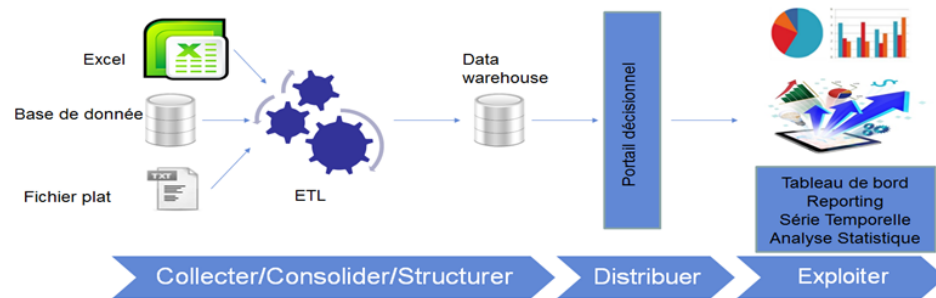 Excel
Base de donnée
Fichier plat
TXT
ETL
Data
warehouse
Portail décisionnel
Tableau de bord
Reporting
Série Temporelle
Analyse Statistique
Collecter/Consolider/Structurer
Distribuer
Exploiter